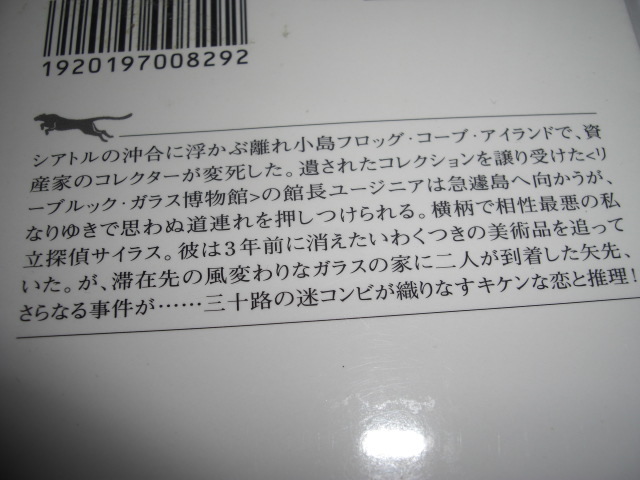 1920197008292
シアトルの沖合に浮かぶ離れ小島フロッグ・コーブ・アイランドで、資
産家のコレクターが変死した。遺されたコレクションを譲り受けた<リ
ーブルック・ガラス博物館>の館長ユージニアは急遽島へ向かうが、
なりゆきで思わぬ道連れを押しつけられる。横柄で相性最悪の私
立探偵サイラス。彼は3年前に消えたいわくつきの美術品を追って
いた。が、滞在先の風変わりなガラスの家に二人が到着した矢先、
さらなる事件が……三十路の迷コンビが織りなすキケンな恋と推理!